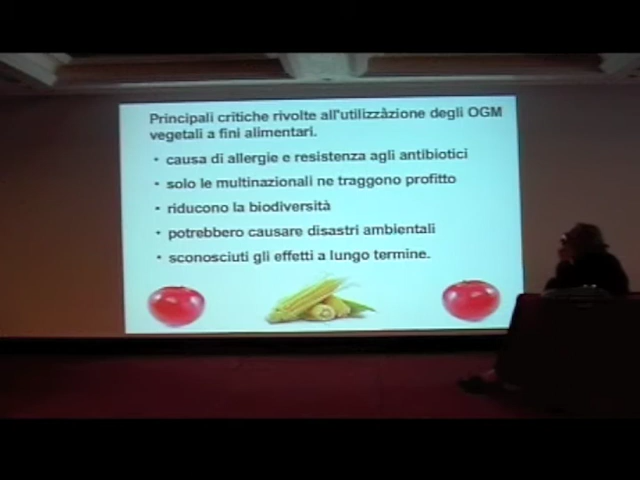 Principali critiche rivolte all'utilizzàzione degli OGM
vegetali a fini alimentari.
• causa di allergie e resistenza agli antibiotici
• solo le multinazionali ne traggono profitto
• riducono la biodiversità
• potrebbero causare disastri ambientali
• sconosciuti gli effetti a lungo termine.